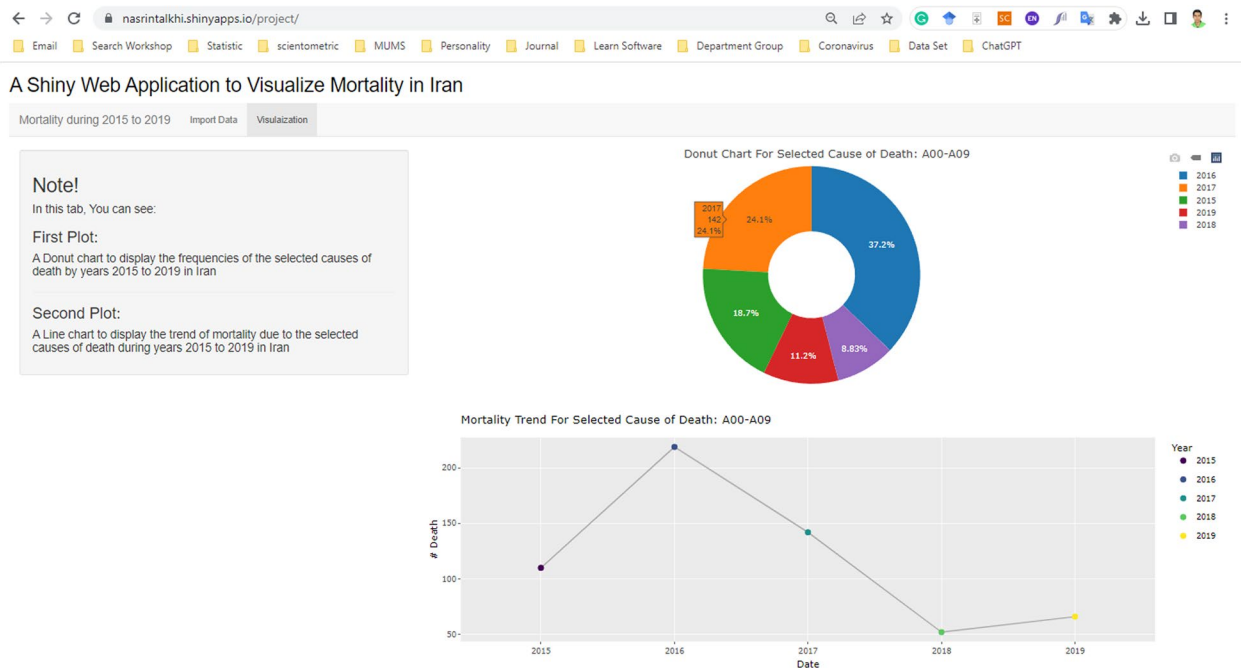 nasrintalkhi.shinyapps.io/project/
Email Search Workshop Statistic scientometric MUMS Personality Journal Learn Software Department Group Coronavirus Data Set ChatGPT
A Shiny Web Application to Visualize Mortality in Iran
Mortality during 2015 to 2019 Import Data Visulaization
Note!
In this tab, You can see:
First Plot:
A Donut chart to display the frequencies of the selected causes of
death by years 2015 to 2019 in Iran
Second Plot:
A Line chart to display the trend of mortality due to the selected
causes of death during years 2015 to 2019 in Iran
Donut Chart For Selected Cause of Death: A00-A09
2017
142
24.1%
24.1%
37.2%
18.7%
11.2%
8.83%
2016
2017
2015
2019
2018
Mortality Trend For Selected Cause of Death: A00-A09
# Death
200
150
100
50
2015 2016 2017 2018 2019
Date
Year
2015
2016
2017
2018
2019